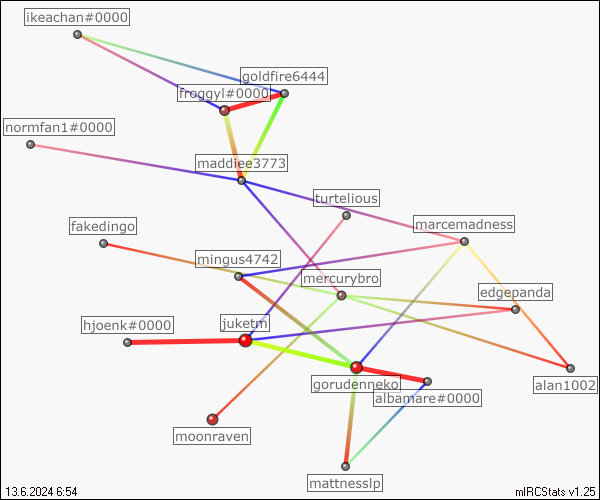 ikeachan#0000
goldfire6444
froggyl#0000
normfan1#0000
maddiee3773
turtelious
fakedingo
marcemadness
mingus4742
mercurybro
edgepanda
hjoenk#0000
juketm
gorudenneko
alan1002
albamare#0000
moonraven
mattnesslp
13.6.2024 6:54
mIRCStats v1.25